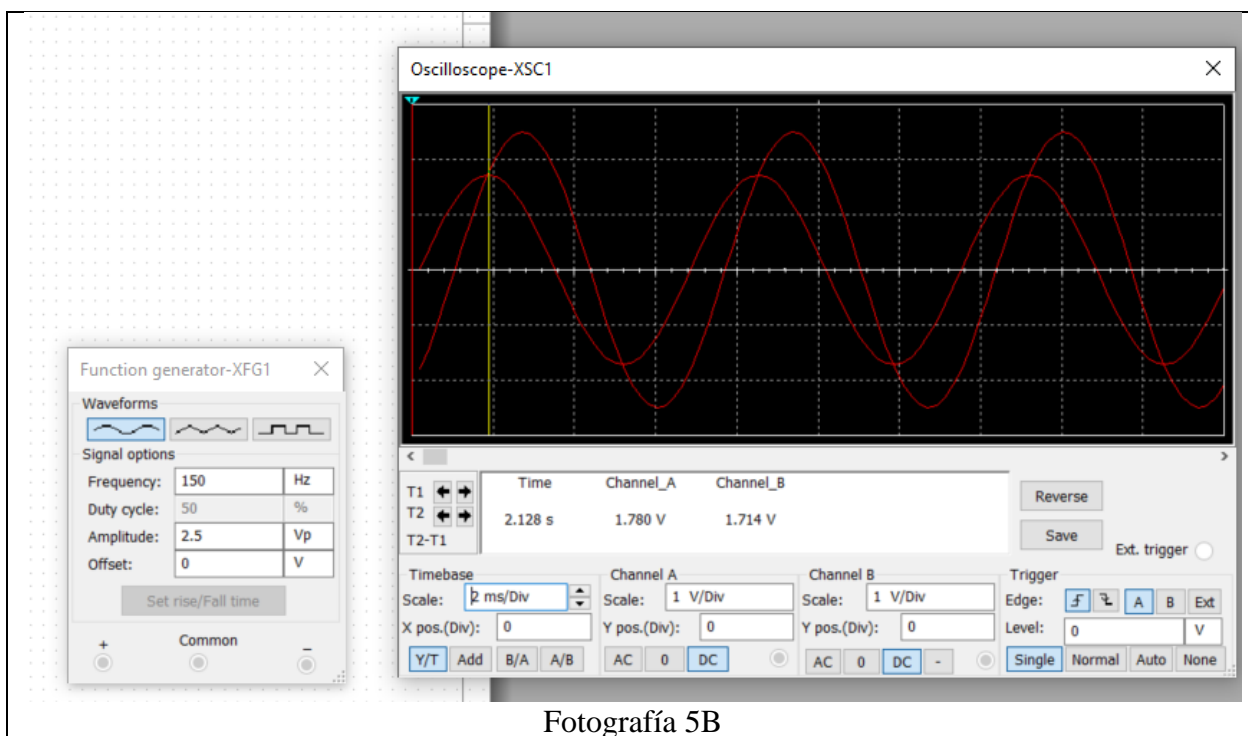 Oscilloscope-XSC1
Function generator-XFG1
Waveforms
Signal options
Frequency: 150 Hz
Duty cycle: 50 %
Amplitude: 2.5 Vp
Offset: 0 V
Set rise/Fall time
+ Common −
Time Channel_A Channel_B
T1
T2 2.128 s 1.780 V 1.714 V
T2-T1
Reverse
Save
Ext. trigger
Timebase
Scale: 2 ms/Div
X pos.(Div): 0
Y/T Add B/A A/B
Channel A
Scale: 1 V/Div
Y pos.(Div): 0
AC 0 DC
Channel B
Scale: 1 V/Div
Y pos.(Div): 0
AC 0 DC -
Trigger
Edge: A B Ext
Level: 0 V
Single Normal Auto None
Fotografía 5B